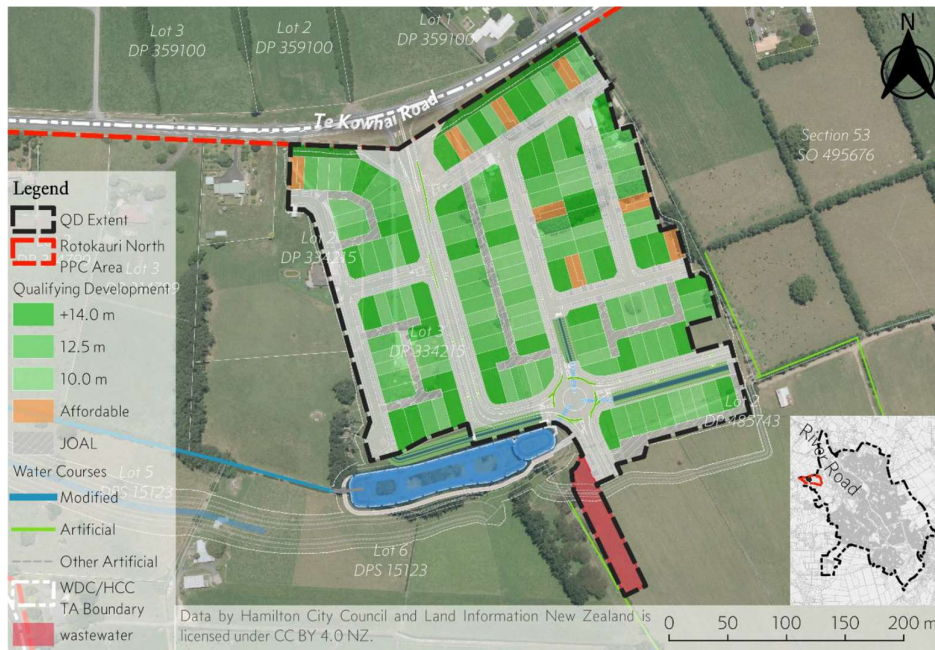 Lot 3
DP 359100
Lot 2
DP 359100
Lot 1
DP 359100
N
Te Kowhai Road
Section 53
SO 495676
Legend
QD Extent
Rotokauri North
PPC Area
Lot 3
Qualifying Development
+14.0 m
12.5 m
10.0 m
Affordable
JOAL
Water Courses
Modified
Artificial
Other Artificial
WDC/HCC
TA Boundary
wastewater
Lot 2
DP 334215
Lot 3
DP 334215
Lot 2
DP 485743
Lot 5
DPS 15123
Lot 6
DPS 15123
River Road
Data by Hamilton City Council and Land Information New Zealand is
licensed under CC BY 4.0 NZ.
0 50 100 150 200 m